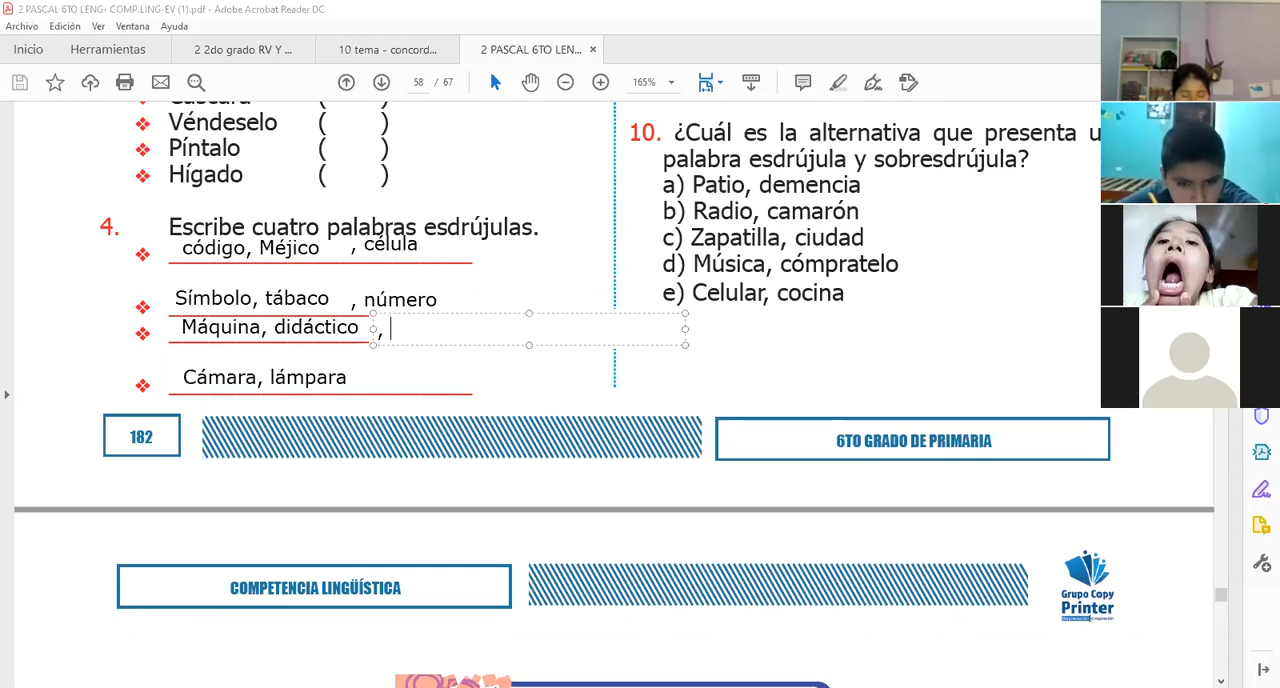 2 PASCAL 6TO LENG- COMP.LING-EV (1).pdf - Adobe Acrobat Reader DC
Archivo Edición Ver Ventana Ayuda
Inicio Herramientas 2 2do grado RV Y ... 10 tema - concord... 2 PASCAL 6TO LEN... ×
58 / 67 165%
Véndeselo ( )
Píntalo ( )
Hígado ( )
4. Escribe cuatro palabras esdrújulas.
código, Méjico , célula
Símbolo, tábaco , número
Máquina, didáctico ,
Cámara, lámpara
10. ¿Cuál es la alternativa que presenta u
palabra esdrújula y sobresdrújula?
a) Patio, demencia
b) Radio, camarón
c) Zapatilla, ciudad
d) Música, cómpratelo
e) Celular, cocina
182
6TO GRADO DE PRIMARIA
COMPETENCIA LINGÜÍSTICA
Grupo Copy
Printer